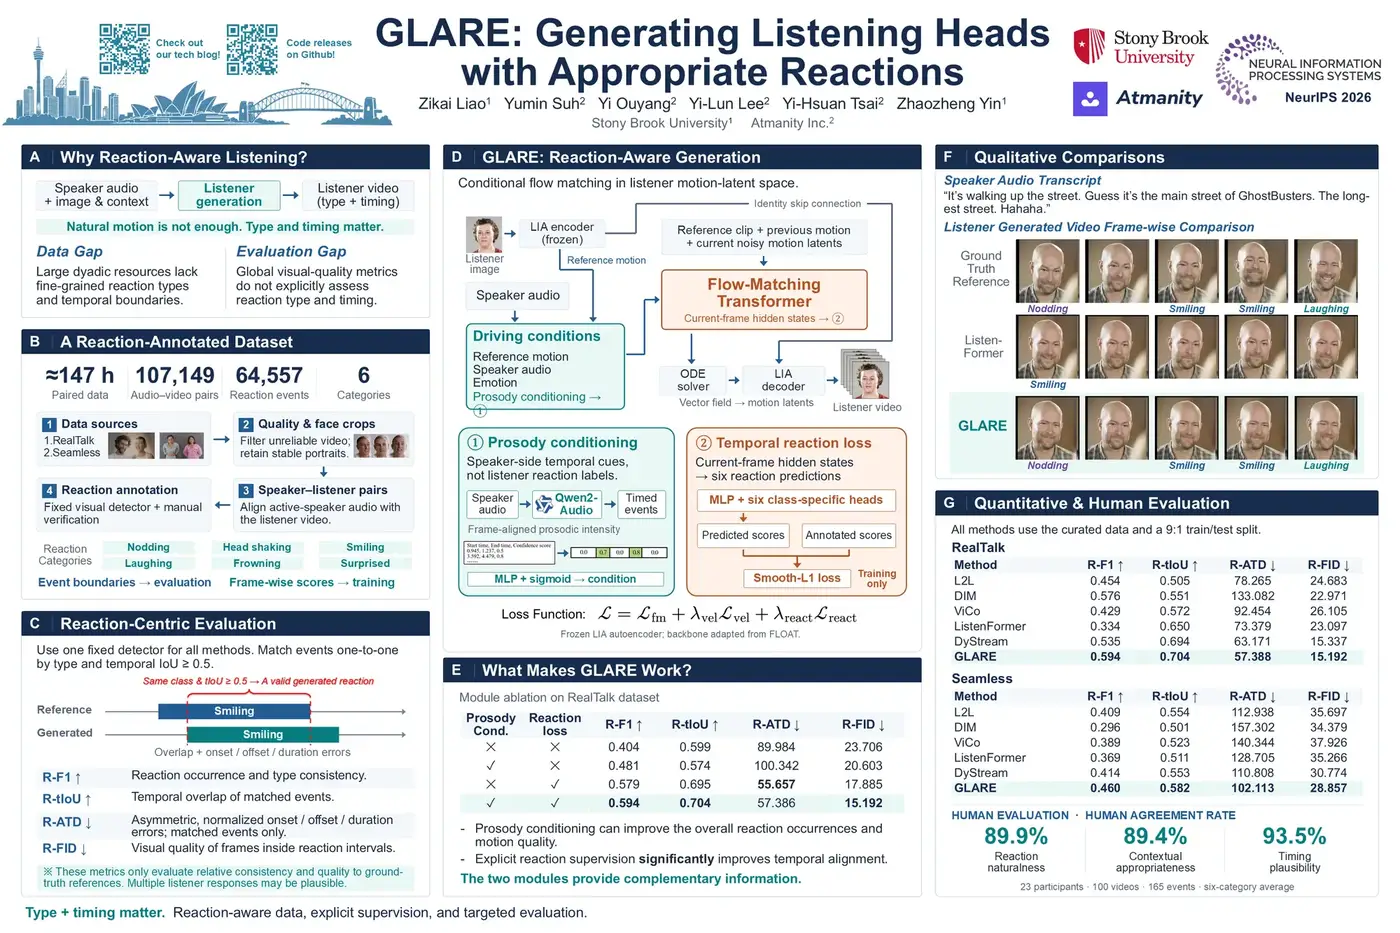 Check out
our tech blog!
Code releases
on Github!
GLARE: Generating Listening Heads
with Appropriate Reactions
Zikai Liao¹ Yumin Suh² Yi Ouyang² Yi-Lun Lee² Yi-Hsuan Tsai² Zhaozheng Yin¹
Stony Brook University¹ Atmanity Inc.²
Stony Brook
University
Atmanity
NEURAL INFORMATION
PROCESSING SYSTEMS
NeurIPS 2026
A Why Reaction-Aware Listening?
Speaker audio
+ image & context
Listener
generation
Listener video
(type + timing)
Natural motion is not enough. Type and timing matter.
Data Gap
Large dyadic resources lack
fine-grained reaction types
and temporal boundaries.
Evaluation Gap
Global visual-quality metrics
do not explicitly assess
reaction type and timing.
B A Reaction-Annotated Dataset
≈147 h 107,149 64,557 6
Paired data Audio–video pairs Reaction events Categories
1 Data sources
1.RealTalk
2.Seamless
2 Quality & face crops
Filter unreliable video;
retain stable portraits.
4 Reaction annotation
Fixed visual detector + manual
verification
3 Speaker–listener pairs
Align active-speaker audio with
the listener video.
Reaction
Categories
Nodding Head shaking Smiling
Laughing Frowning Surprised
Event boundaries → evaluation Frame-wise scores → training
C Reaction-Centric Evaluation
Use one fixed detector for all methods. Match events one-to-one
by type and temporal IoU ≥ 0.5.
Same class & tIoU ≥ 0.5 → A valid generated reaction
Reference Smiling
Generated Smiling
Overlap + onset / offset / duration errors
R-F1 ↑ Reaction occurrence and type consistency.
R-tIoU ↑ Temporal overlap of matched events.
R-ATD ↓ Asymmetric, normalized onset / offset / duration
errors; matched events only.
R-FID ↓ Visual quality of frames inside reaction intervals.
※ These metrics only evaluate relative consistency and quality to ground-
truth references. Multiple listener responses may be plausible.
D GLARE: Reaction-Aware Generation
Conditional flow matching in listener motion-latent space.
Identity skip connection
Listener
image
LIA encoder
(frozen)
Reference motion
Reference clip + previous motion
+ current noisy motion latents
Speaker audio
Flow-Matching
Transformer
Current-frame hidden states → ②
Driving conditions
Reference motion
Speaker audio
Emotion
Prosody conditioning →
①
ODE
solver
LIA
decoder
Vector field → motion latents
Listener video
① Prosody conditioning
Speaker-side temporal cues,
not listener reaction labels.
Speaker
audio
Qwen2-
Audio
Timed
events
Frame-aligned prosodic intensity
Start time, End time, Confidence score
0.945, 1.237, 0.5
3.592, 4.479, 0.8
0.0 0.7 0.0 0.8 0.0
MLP + sigmoid → condition
② Temporal reaction loss
Current-frame hidden states
→ six reaction predictions
MLP + six class-specific heads
Predicted scores Annotated scores
Smooth-L1 loss
Training
only
Loss Function: ℒ = ℒfm + λvelℒvel + λreactℒreact
Frozen LIA autoencoder; backbone adapted from FLOAT.
E What Makes GLARE Work?
Module ablation on RealTalk dataset
Prosody
Cond.
Reaction
loss
R-F1 ↑ R-tIoU ↑ R-ATD ↓ R-FID ↓
× × 0.404 0.599 89.984 23.706
✓ × 0.481 0.574 100.342 20.603
× ✓ 0.579 0.695 55.657 17.885
✓ ✓ 0.594 0.704 57.386 15.192
- Prosody conditioning can improve the overall reaction occurrences and
motion quality.
- Explicit reaction supervision significantly improves temporal alignment.
The two modules provide complementary information.
F Qualitative Comparisons
Speaker Audio Transcript
“It’s walking up the street. Guess it’s the main street of GhostBusters. The long-
est street. Hahaha.”
Listener Generated Video Frame-wise Comparison
Ground
Truth
Reference
Nodding Smiling Smiling Laughing
Listen-
Former
Smiling
GLARE
Nodding Smiling Smiling Laughing
G Quantitative & Human Evaluation
All methods use the curated data and a 9:1 train/test split.
RealTalk
Method R-F1 ↑ R-tIoU ↑ R-ATD ↓ R-FID ↓
L2L 0.454 0.505 78.265 24.683
DIM 0.576 0.551 133.082 22.971
ViCo 0.429 0.572 92.454 26.105
ListenFormer 0.334 0.650 73.379 23.097
DyStream 0.535 0.694 63.171 15.337
GLARE 0.594 0.704 57.388 15.192
Seamless
Method R-F1 ↑ R-tIoU ↑ R-ATD ↓ R-FID ↓
L2L 0.409 0.554 112.938 35.697
DIM 0.296 0.501 157.302 34.379
ViCo 0.389 0.523 140.344 37.926
ListenFormer 0.369 0.511 128.705 35.266
DyStream 0.414 0.553 110.808 30.774
GLARE 0.460 0.582 102.113 28.857
HUMAN EVALUATION · HUMAN AGREEMENT RATE
89.9% 89.4% 93.5%
Reaction
naturalness
Contextual
appropriateness
Timing
plausibility
23 participants · 100 videos · 165 events · six-category average
Type + timing matter. Reaction-aware data, explicit supervision, and targeted evaluation.